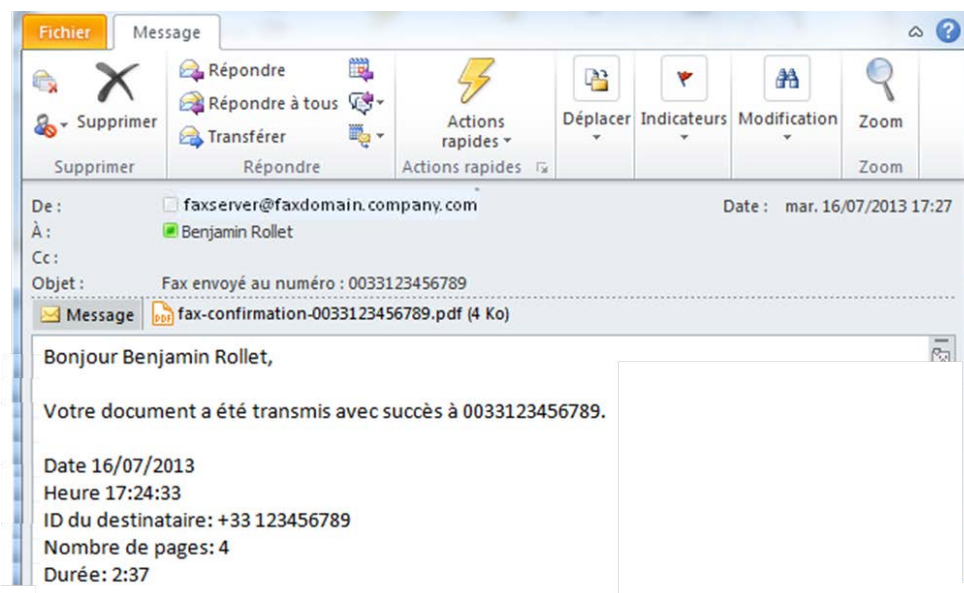 Fichier Message
Supprimer
Répondre
Répondre à tous
Transférer
Actions rapides
Déplacer
Indicateurs
Modification
Zoom
Supprimer Répondre Actions rapides Zoom
De : faxserver@faxdomain.company.com Date : mar. 16/07/2013 17:27
À : Benjamin Rollet
Cc :
Objet : Fax envoyé au numéro : 0033123456789
Message PDF fax-confirmation-0033123456789.pdf (4 Ko)
Bonjour Benjamin Rollet,
Votre document a été transmis avec succès à 0033123456789.
Date 16/07/2013
Heure 17:24:33
ID du destinataire: +33 123456789
Nombre de pages: 4
Durée: 2:37